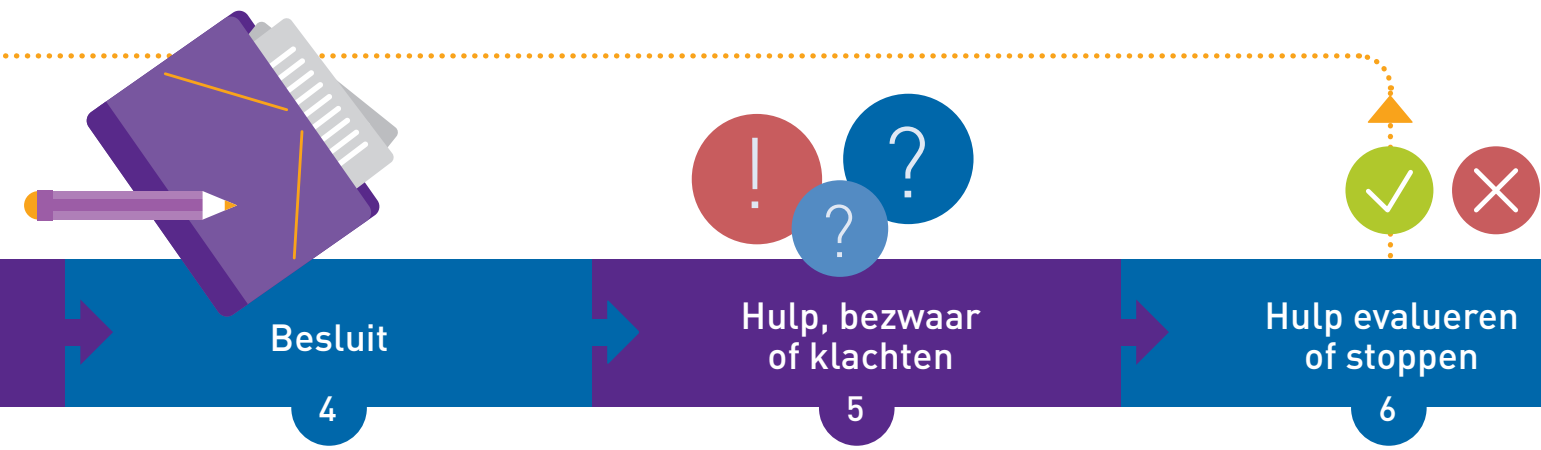 !
?
?
Besluit
4
Hulp, bezwaar
of klachten
5
Hulp evalueren
of stoppen
6